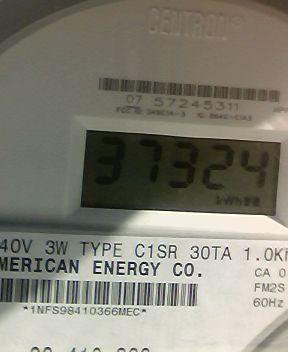 CENTRON®
07 57245311
37324
kWh
40V 3W TYPE C1SR 30TA 1.0Kh
MERICAN ENERGY CO.
CA 0
FM2S
60Hz
*1NFS98410366MEC*